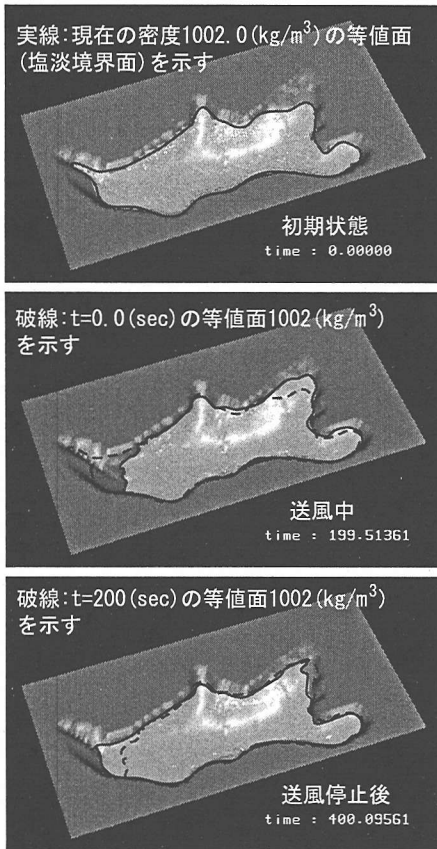 実線:現在の密度1002.0(kg/m³)の等値面
(塩淡境界面)を示す
初期状態
time : 0.00000
破線:t=0.0(sec)の等値面1002(kg/m³)
を示す
送風中
time : 199.51361
破線:t=200(sec)の等値面1002(kg/m³)
を示す
送風停止後
time : 400.09561